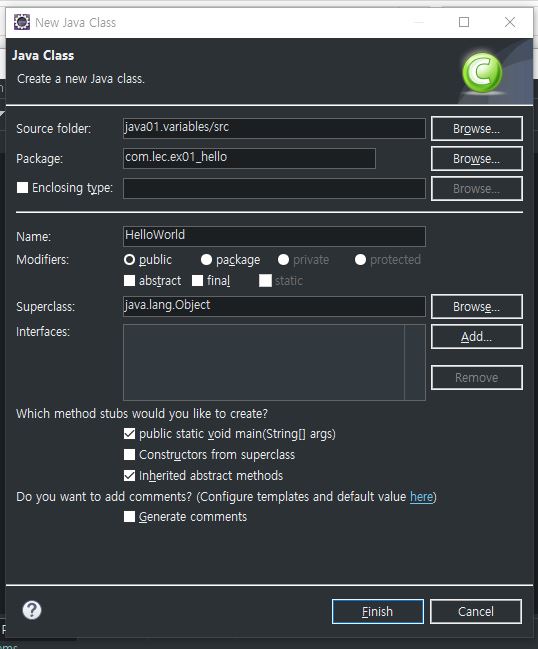 New Java Class
Java Class
Create a new Java class.
C
Source folder: java01.variables/src Browse...
Package: com.lec.ex01_hello Browse...
Enclosing type: Browse...
Name: HelloWorld
Modifiers: public package private protected
abstract final static
Superclass: java.lang.Object Browse...
Interfaces: Add...
Remove
Which method stubs would you like to create?
public static void main(String[] args)
Constructors from superclass
Inherited abstract methods
Do you want to add comments? (Configure templates and default value here)
Generate comments
? Finish Cancel